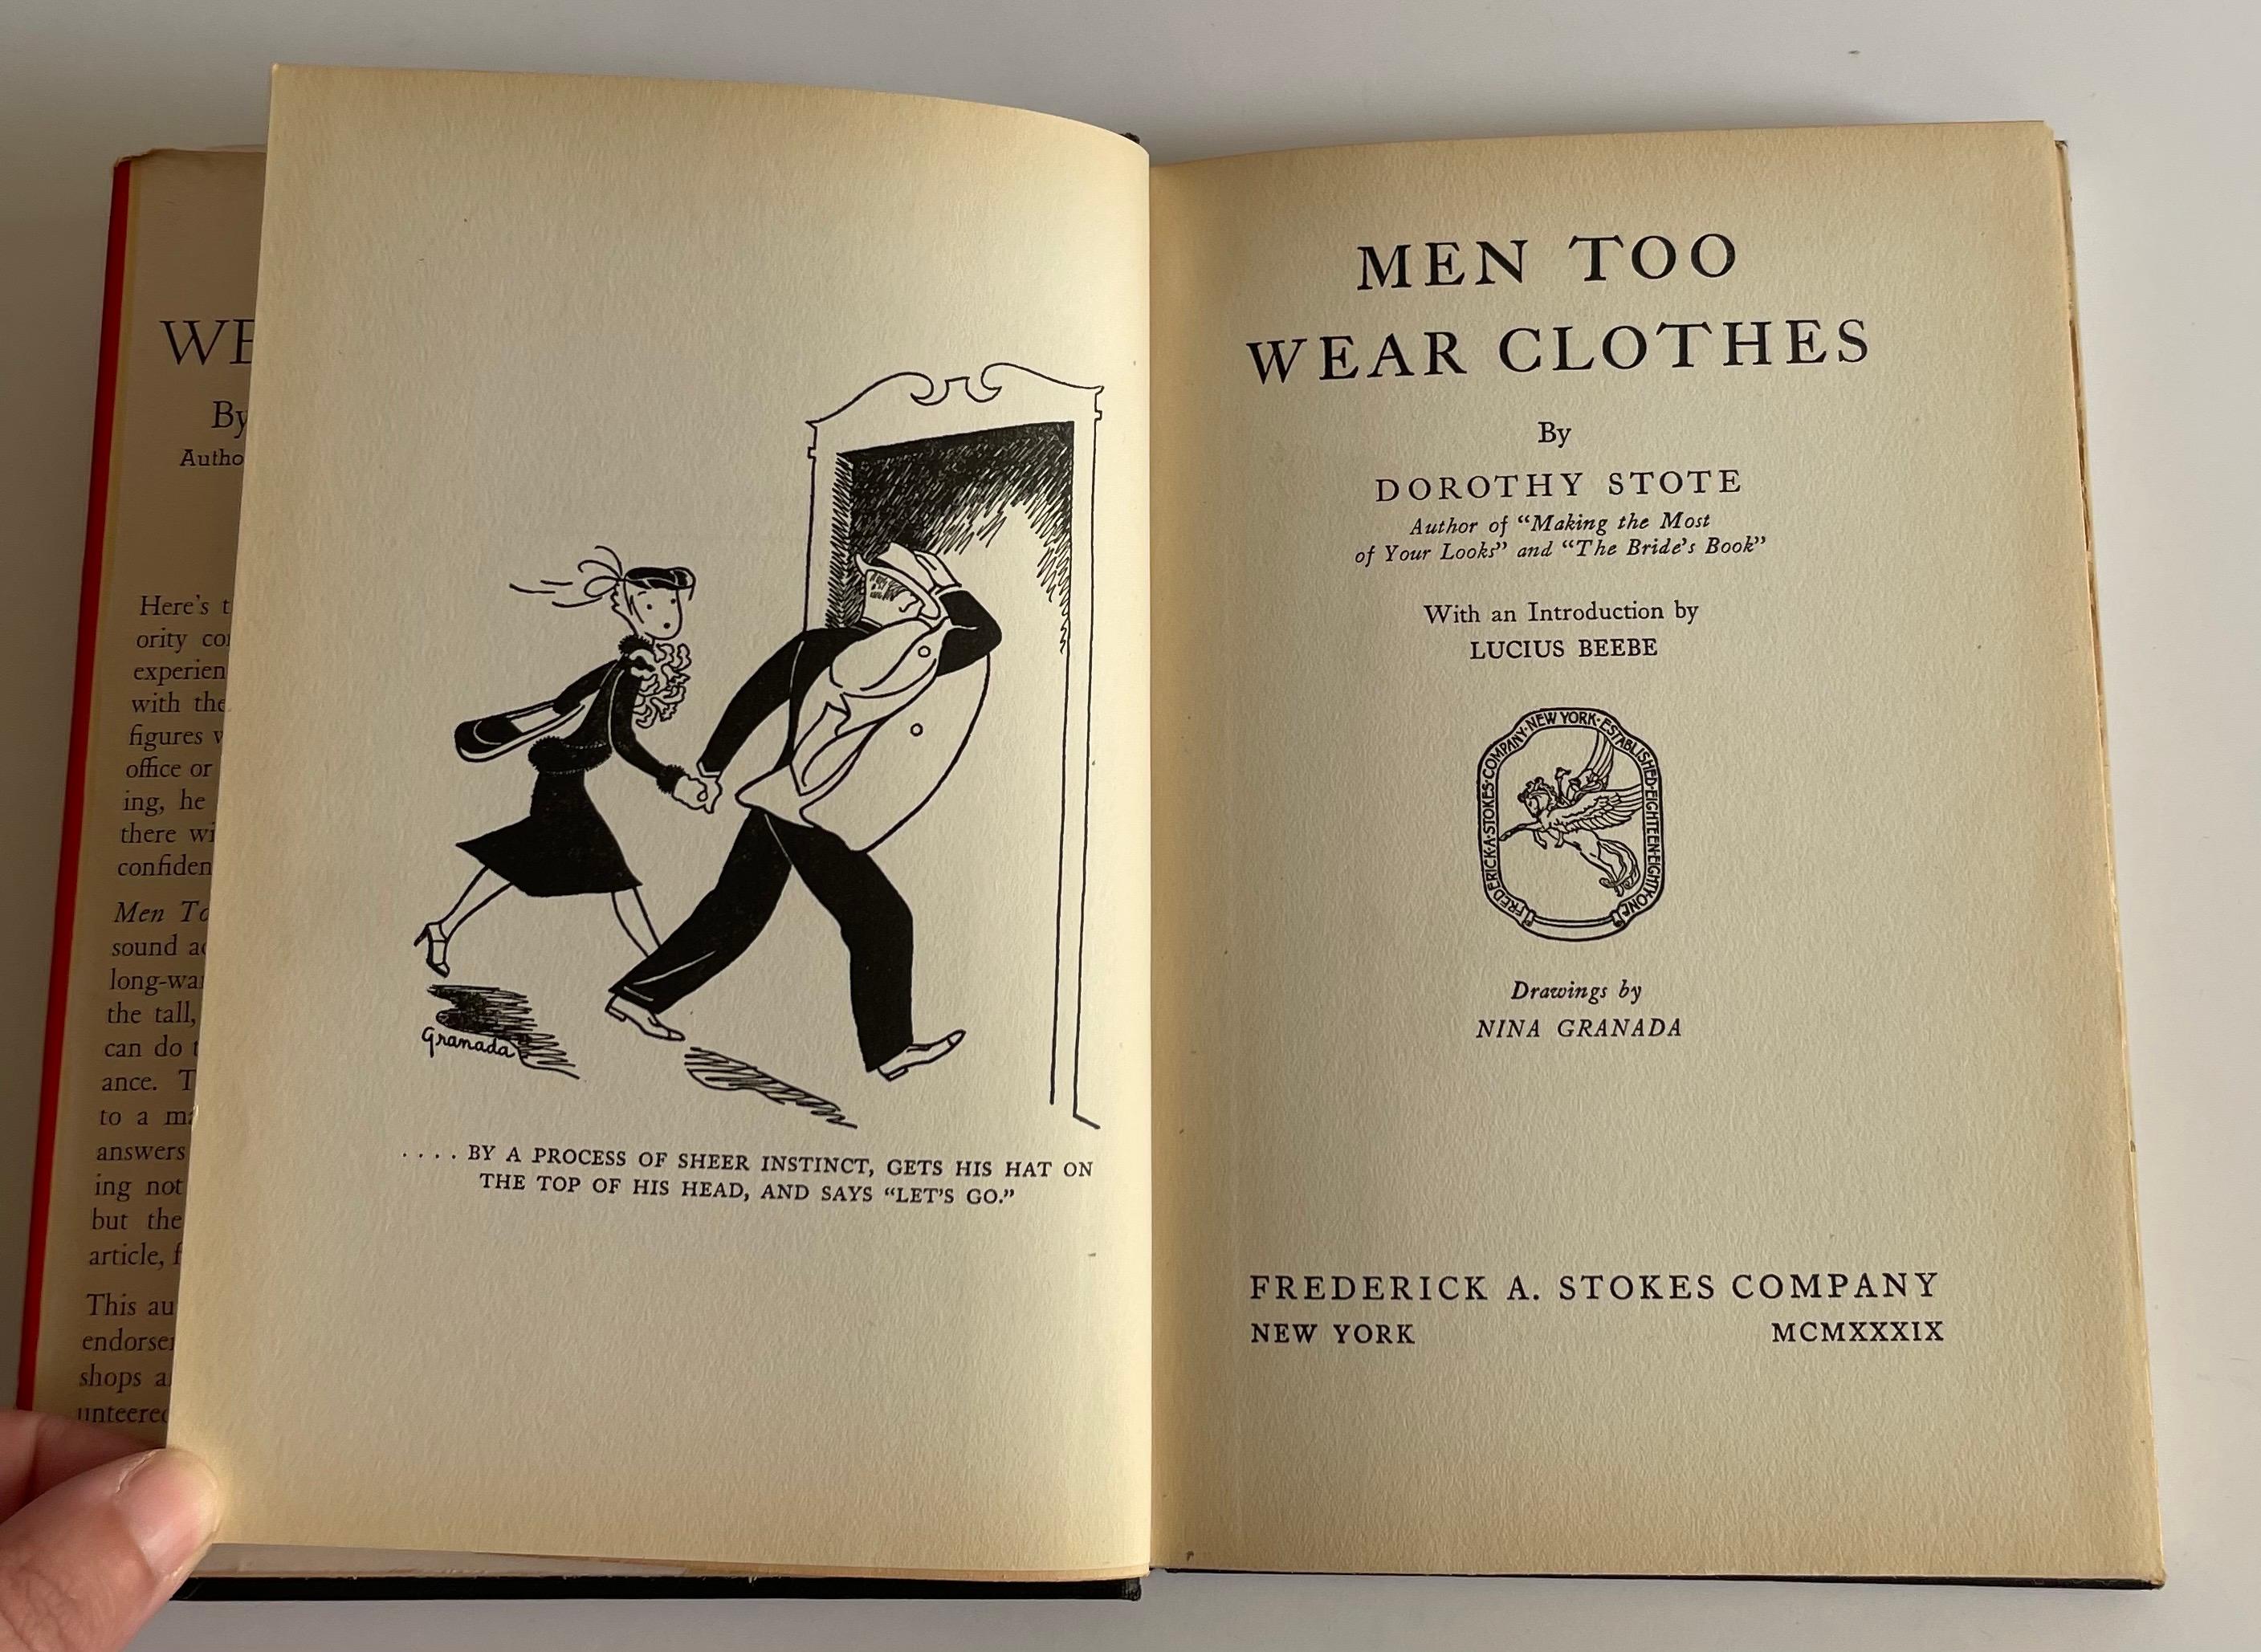 WE
By
Autho
Here's t
ority co
experien
with the
figures w
office or
ing, he
there wi
confiden
Men To
sound a
long-wa
the tall,
can do t
ance. T
to a ma
answers
ing not
but the
article, f
This au
endorse
shops a
unteered
Granada
. . . . BY A PROCESS OF SHEER INSTINCT, GETS HIS HAT ON
THE TOP OF HIS HEAD, AND SAYS “LET'S GO.”
MEN TOO
WEAR CLOTHES
By
DOROTHY STOTE
Author of “Making the Most
of Your Looks” and “The Bride's Book”
With an Introduction by
LUCIUS BEEBE
FREDERICK·A·STOKES·COMPANY·NEW YORK·ESTABLISHED·EIGHTEEN·EIGHTY·ONE
Drawings by
NINA GRANADA
FREDERICK A. STOKES COMPANY
NEW YORK MCMXXXIX